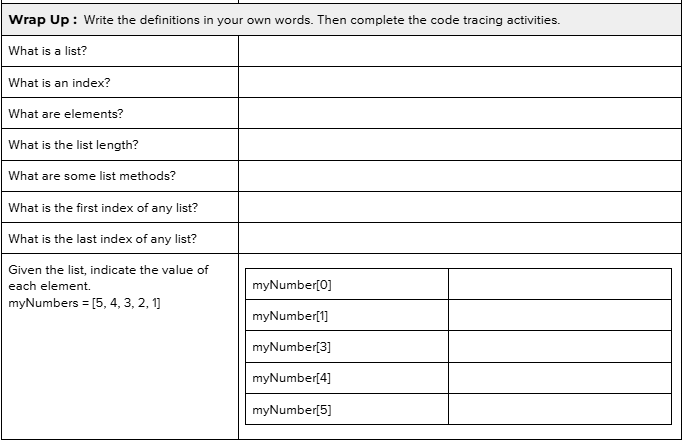 Wrap Up : Write the definitions in your own words. Then complete the code tracing activities.
What is a list?
What is an index?
What are elements?
What is the list length?
What are some list methods?
What is the first index of any list?
What is the last index of any list?
Given the list, indicate the value of
each element.
myNumbers = [5, 4, 3, 2, 1]
myNumber[0]
myNumber[1]
myNumber[3]
myNumber[4]
myNumber[5]